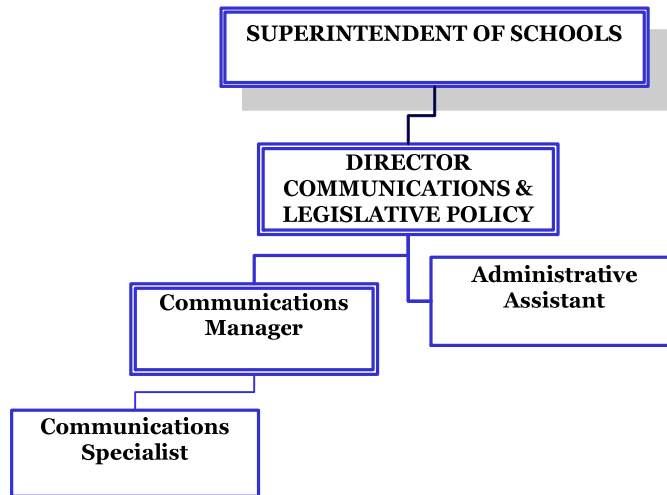 SUPERINTENDENT OF SCHOOLS
DIRECTOR
COMMUNICATIONS &
LEGISLATIVE POLICY
Administrative
Assistant
Communications
Manager
Communications
Specialist